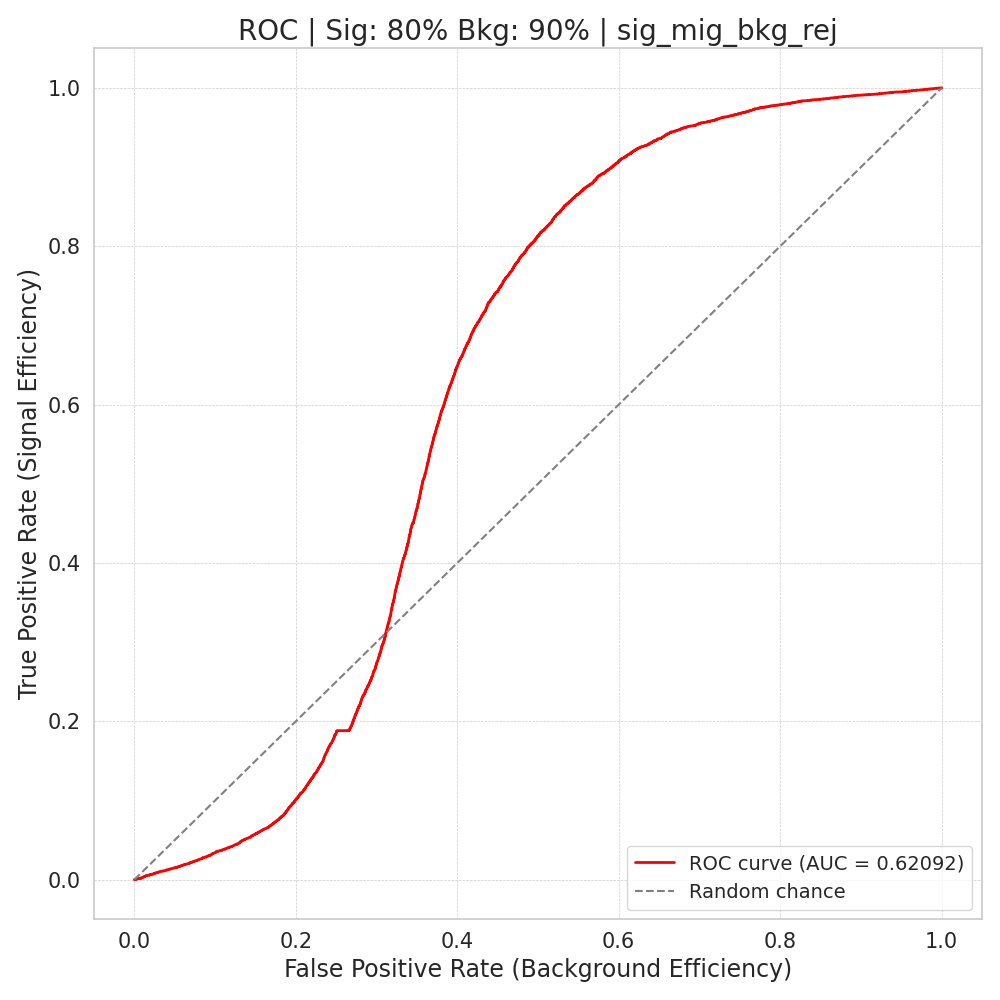 ROC | Sig: 80% Bkg: 90% | sig_mig_bkg_rej
True Positive Rate (Signal Efficiency)
1.0
0.8
0.6
0.4
0.2
0.0
0.0 0.2 0.4 0.6 0.8 1.0
False Positive Rate (Background Efficiency)
ROC curve (AUC = 0.62092)
Random chance